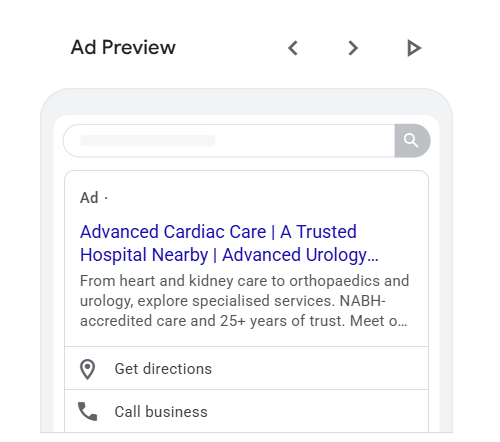 Ad Preview
Ad ·
Advanced Cardiac Care | A Trusted
Hospital Nearby | Advanced Urology...
From heart and kidney care to orthopaedics and
urology, explore specialised services. NABH-
accredited care and 25+ years of trust. Meet o...
Get directions
Call business